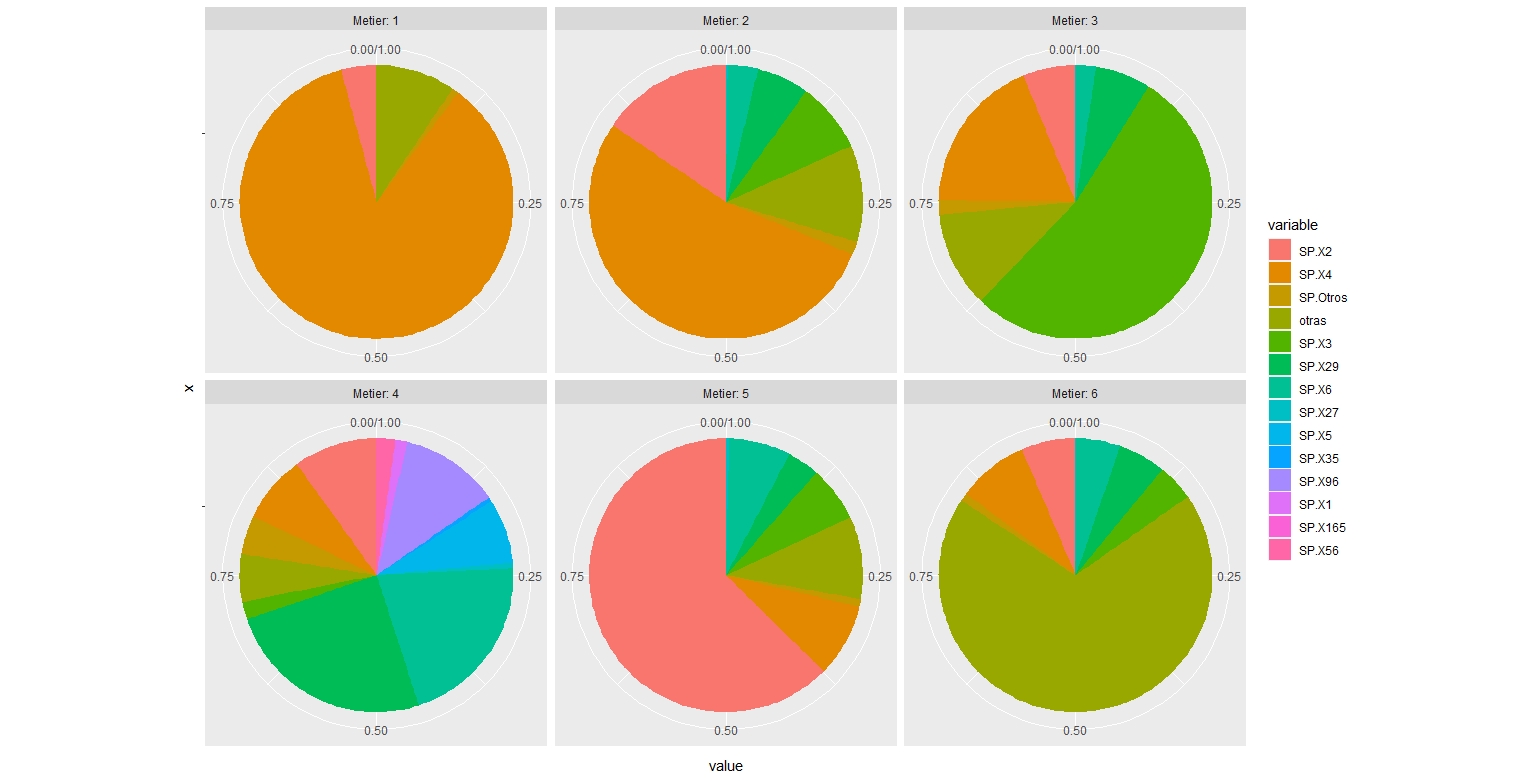 Metier: 1
Metier: 2
Metier: 3
0.00/1.00
0.00/1.00
0.00/1.00
0.75
0.25
0.75
0.25
0.75
0.25
0.50
0.50
0.50
x
Metier: 4
Metier: 5
Metier: 6
0.00/1.00
0.00/1.00
0.00/1.00
0.75
0.25
0.75
0.25
0.75
0.25
0.50
0.50
0.50
value
variable
SP.X2
SP.X4
SP.Otros
otras
SP.X3
SP.X29
SP.X6
SP.X27
SP.X5
SP.X35
SP.X96
SP.X1
SP.X165
SP.X56